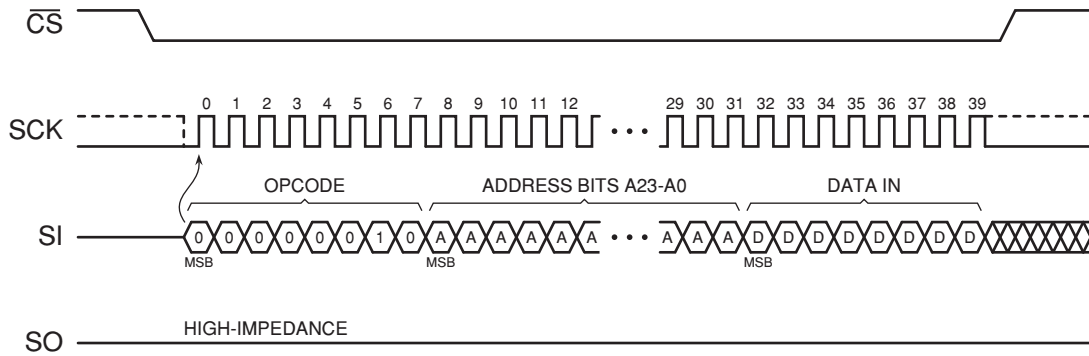 CS
0 1 2 3 4 5 6 7 8 9 10 11 12 29 30 31 32 33 34 35 36 37 38 39
SCK
OPCODE ADDRESS BITS A23-A0 DATA IN
SI 0 0 0 0 0 0 1 0 A A A A A A A A A D D D D D D D D
MSB MSB MSB
HIGH-IMPEDANCE
SO